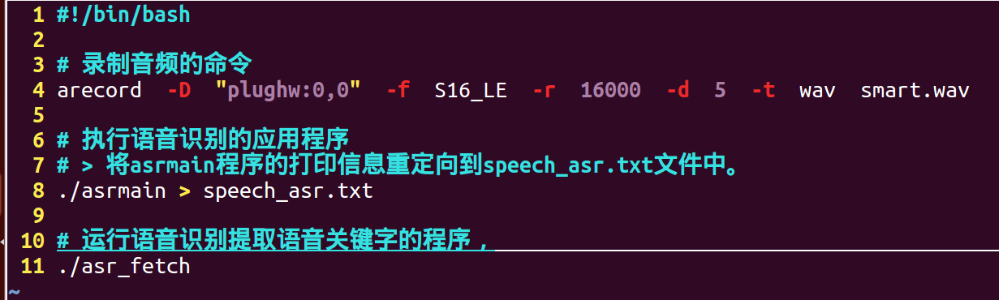 1 #!/bin/bash
2
3 # 录制音频的命令
4 arecord  -D  "plughw:0,0"  -f  S16_LE  -r  16000  -d  5  -t  wav  smart.wav
5
6 # 执行语音识别的应用程序
7 # > 将asrmain程序的打印信息重定向到speech_asr.txt文件中。
8 ./asrmain > speech_asr.txt
9
10 # 运行语音识别提取语音关键字的程序，
11 ./asr_fetch
~